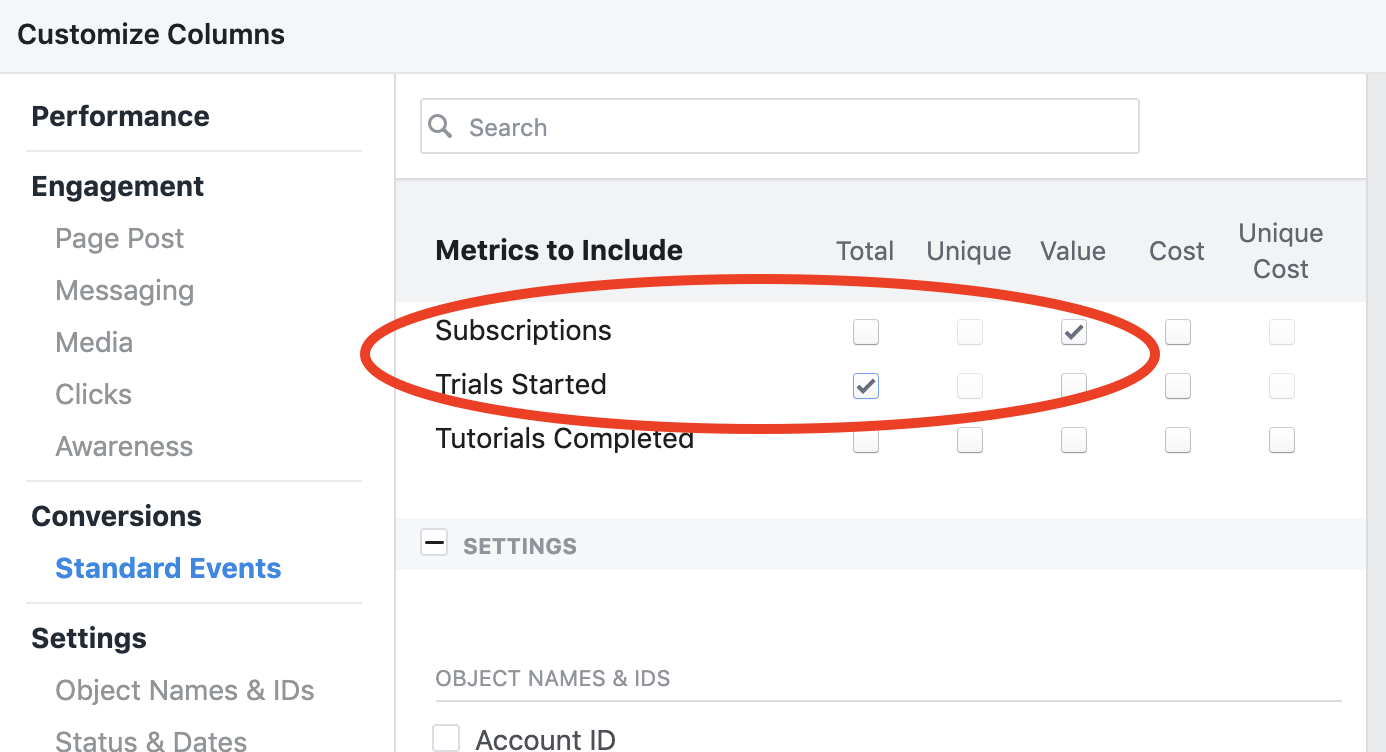 Customize Columns
Performance
Engagement
Page Post
Messaging
Media
Clicks
Awareness
Conversions
Standard Events
Settings
Object Names & IDs
Status & Dates
Search
Metrics to Include
Total
Unique
Value
Cost
Unique
Cost
Subscriptions
Trials Started
Tutorials Completed
SETTINGS
OBJECT NAMES & IDS
Account ID